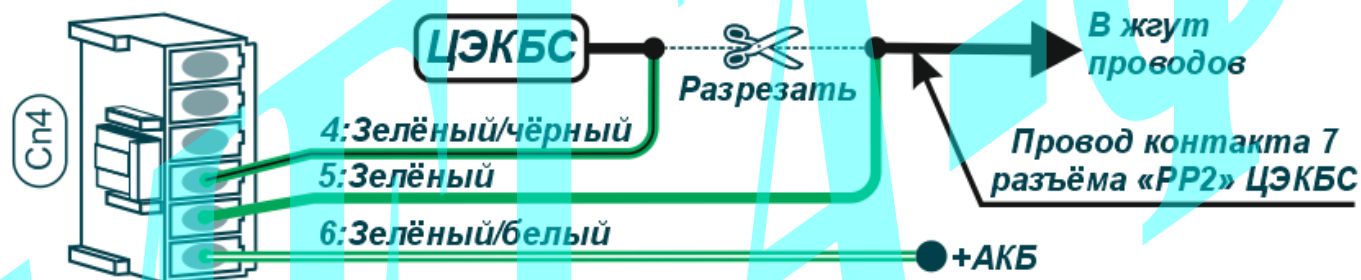 Сп4
ЦЭКБС
Разрезать
В жгут
проводов
4:Зелёный/чёрный
5:Зелёный
6:Зелёный/белый
+АКБ
Провод контакта 7
разъёма «РР2» ЦЭКБС